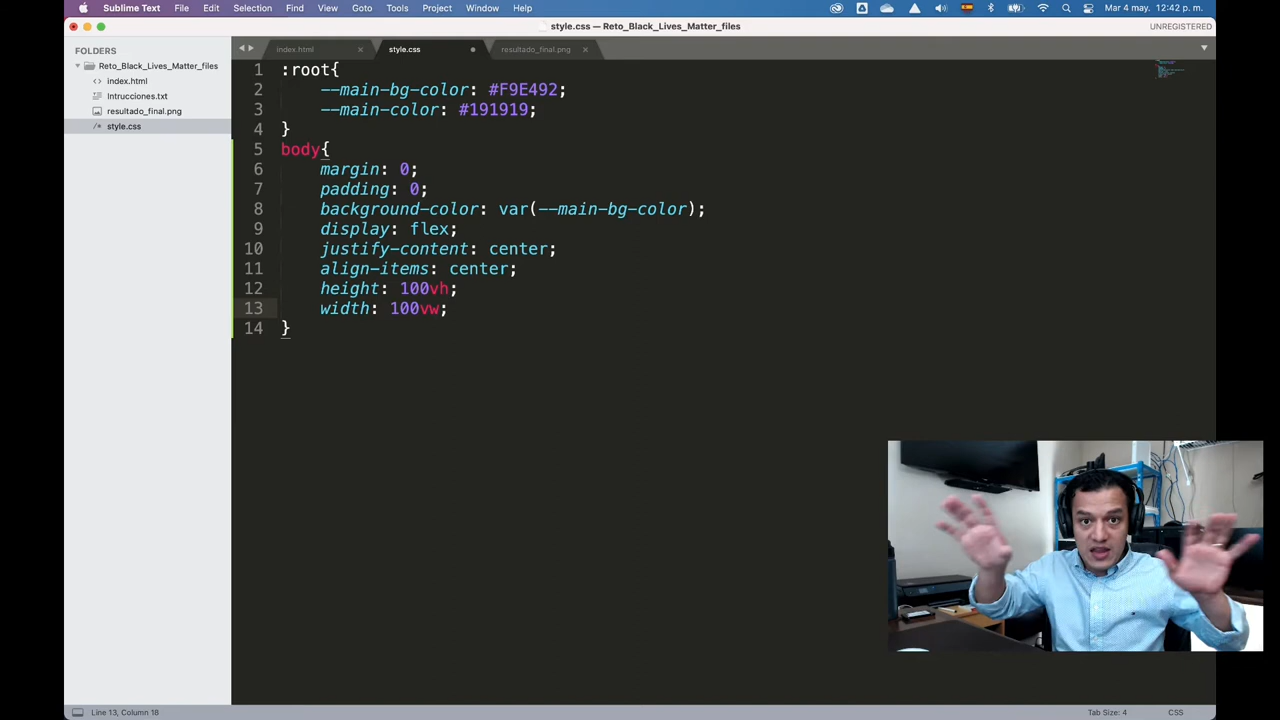 Sublime Text File Edit Selection Find View Goto Tools Project Window Help Mar 4 may. 12:42 p. m.
style.css — Reto_Black_Lives_Matter_files UNREGISTERED
FOLDERS
Reto_Black_Lives_Matter_files
index.html
Intrucciones.txt
resultado_final.png
style.css
index.html style.css resultado_final.png
1 :root{
2 --main-bg-color: #F9E492;
3 --main-color: #191919;
4 }
5 body{
6 margin: 0;
7 padding: 0;
8 background-color: var(--main-bg-color);
9 display: flex;
10 justify-content: center;
11 align-items: center;
12 height: 100vh;
13 width: 100vw;
14 }
Line 13, Column 18 Tab Size: 4 CSS